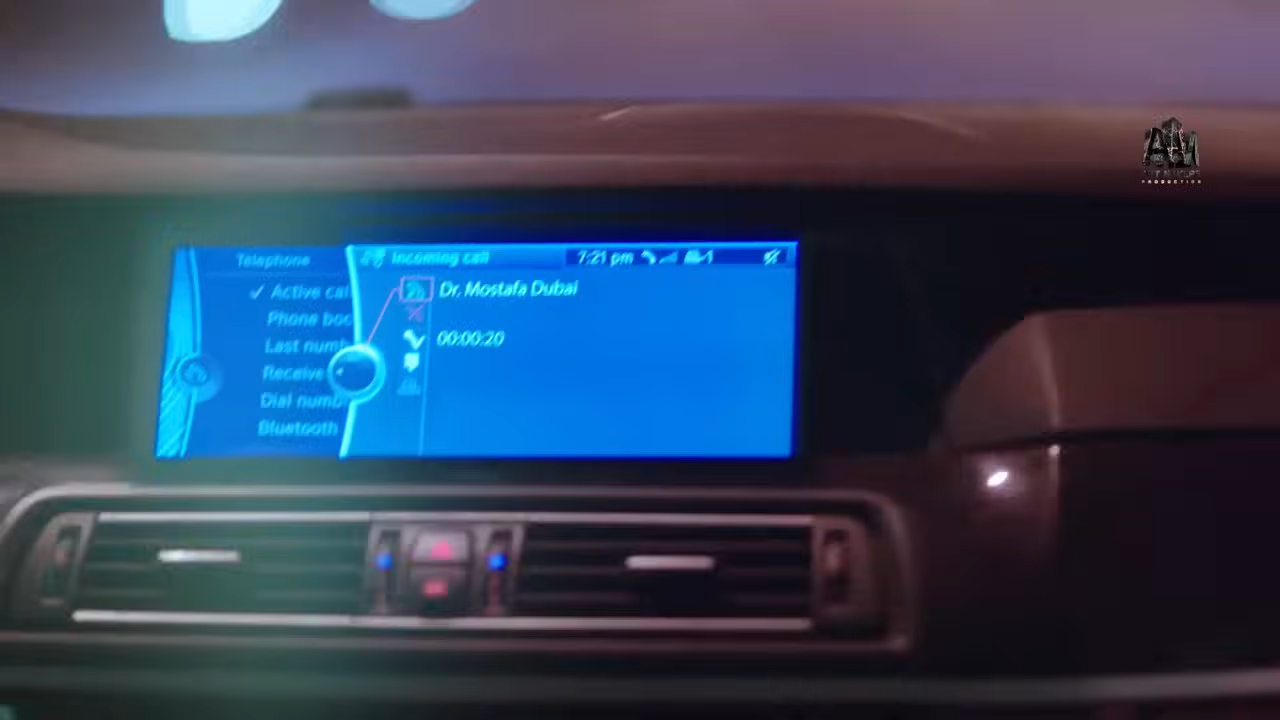 Telephone
Active cal
Phone boo
Last numb
Receive
Dial numb
Bluetooth
Incoming call
7:21 pm
Dr. Mostafa Dubai
00:00:20
PRODUCTION